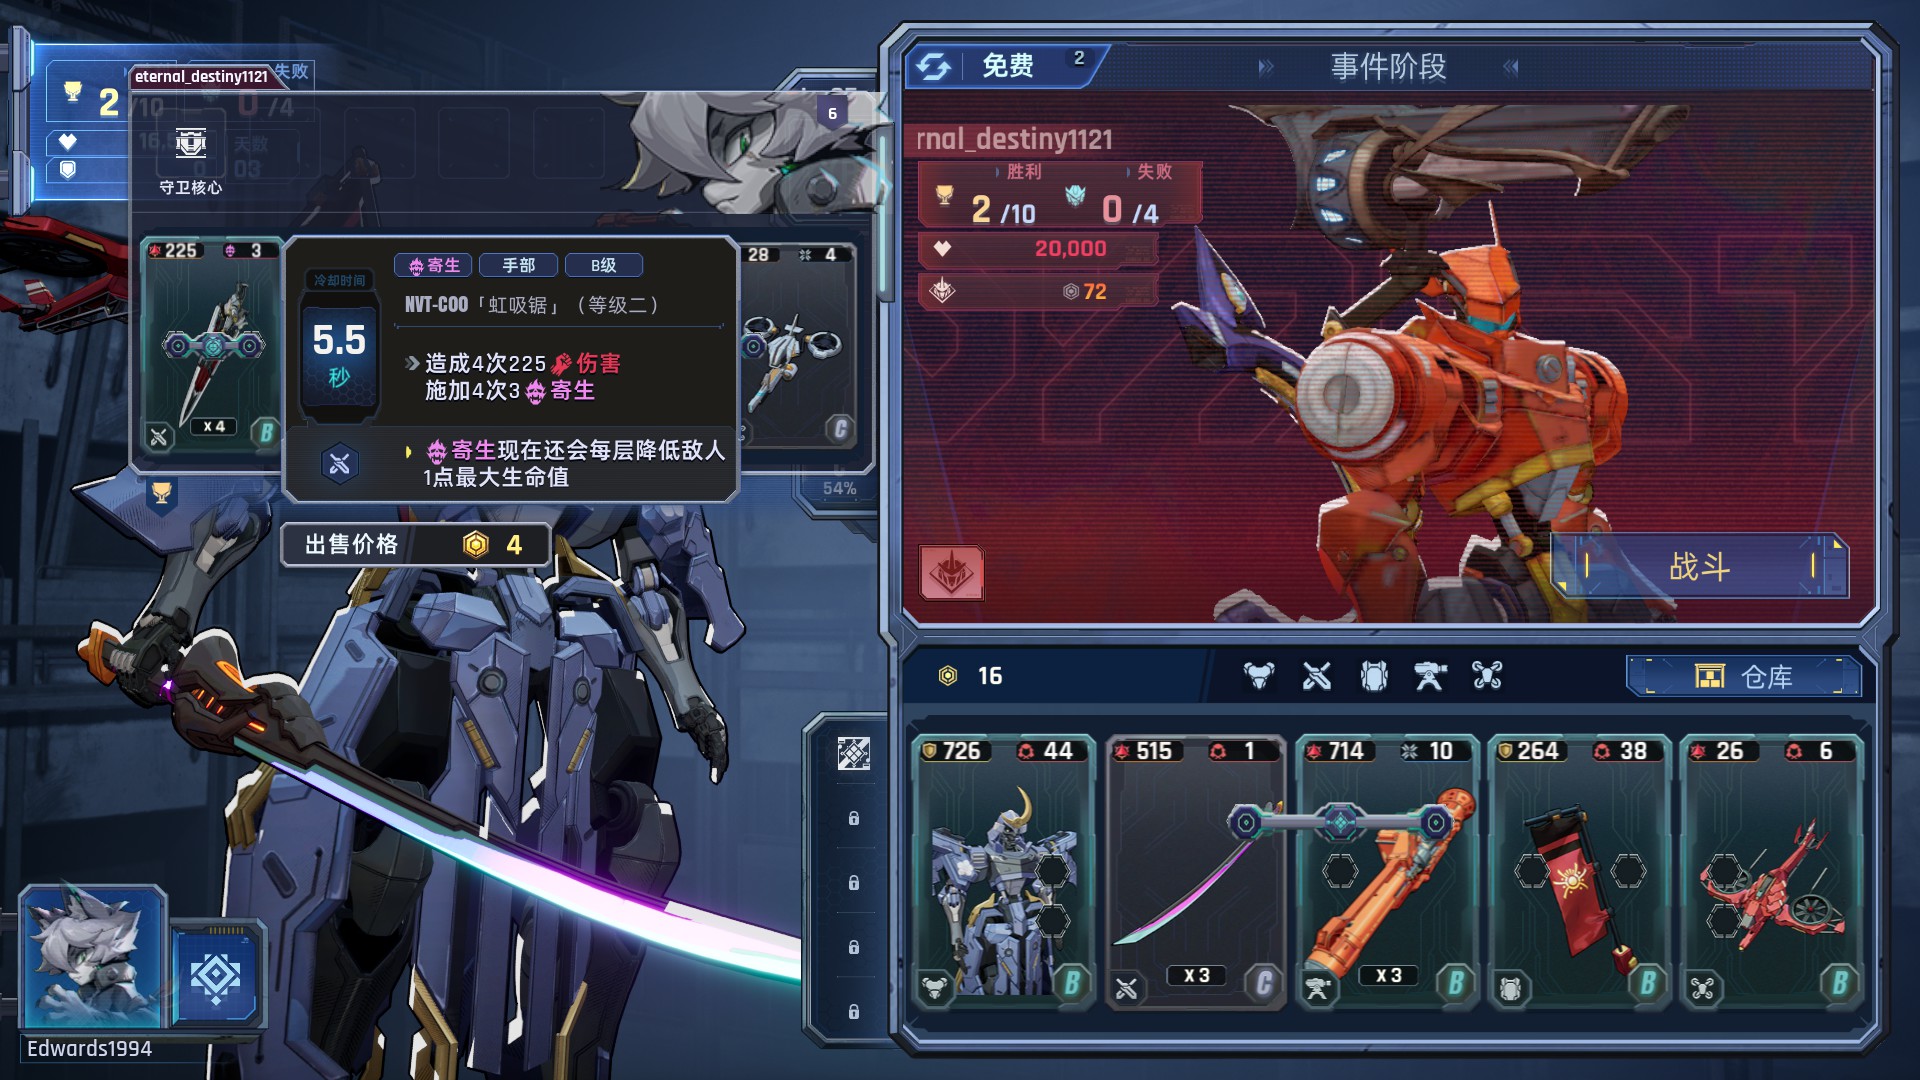 eternal_destiny1121
失败
2/10
0/4
天数
03
6
守卫核心
225
3
x4
B
冷却时间
5.5
秒
寄生
手部
B级
NVT-C00「虹吸锯」（等级二）
造成4次225伤害
施加4次3寄生
寄生现在还会每层降低敌人
1点最大生命值
28
4
C
54%
出售价格
4
Edwards1994
免费
2
事件阶段
rnal_destiny1121
胜利
失败
2/10
0/4
20,000
72
战斗
16
仓库
726
44
B
515
1
x3
C
714
10
x3
B
264
38
B
26
6
B